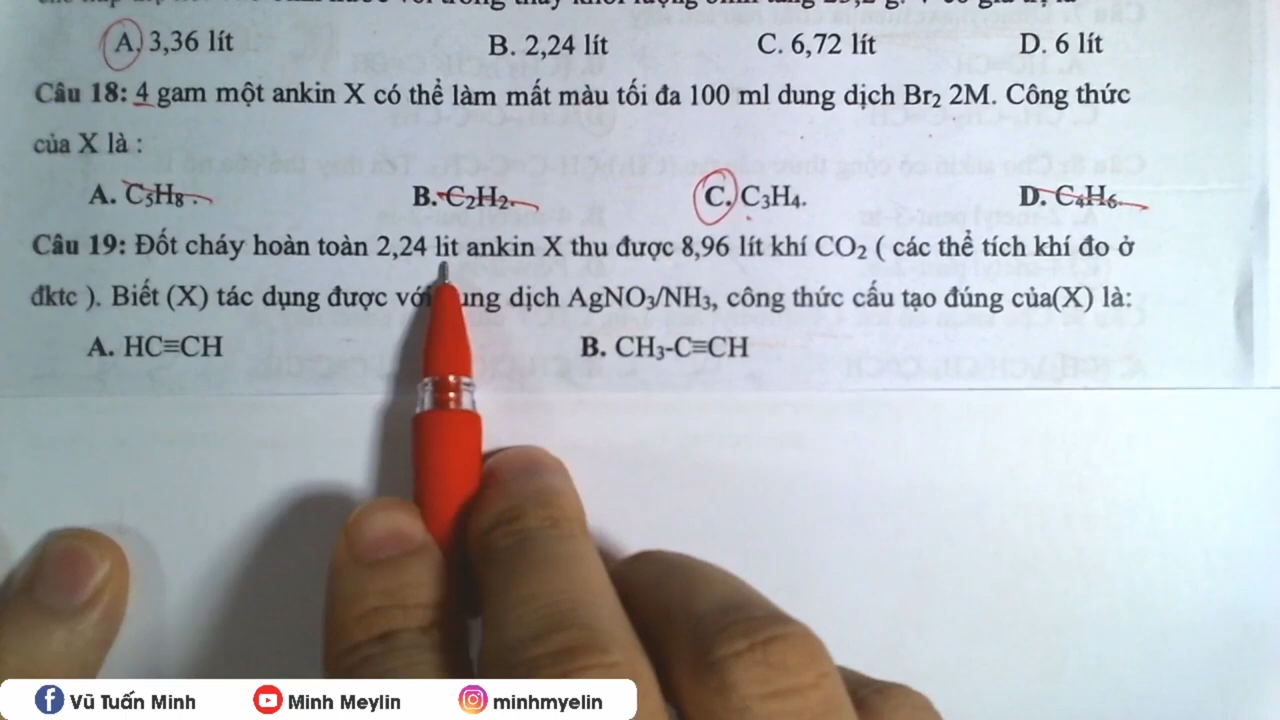 A. 3,36 lít B. 2,24 lít C. 6,72 lít D. 6 lít
Câu 18: 4 gam một ankin X có thể làm mất màu tối đa 100 ml dung dịch Br₂ 2M. Công thức
của X là :
A. C₅H₈ . B. C₂H₂. C. C₃H₄. D. C₄H₆.
Câu 19: Đốt cháy hoàn toàn 2,24 lit ankin X thu được 8,96 lít khí CO₂ ( các thể tích khí đo ở
đktc ). Biết (X) tác dụng được với dung dịch AgNO₃/NH₃, công thức cấu tạo đúng của(X) là:
A. HC≡CH B. CH₃-C≡CH
Vũ Tuấn Minh Minh Meylin minhmyelin